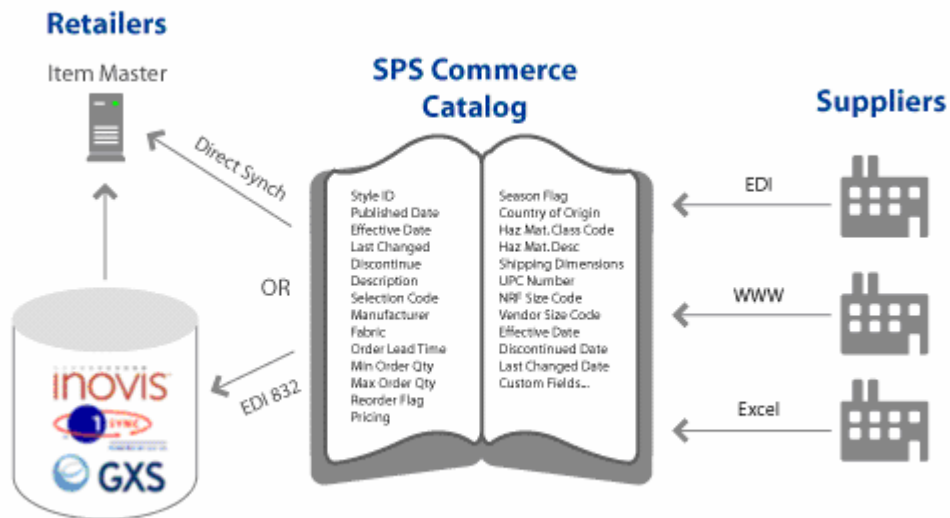 Retailers
Item Master
SPS Commerce
Catalog
Suppliers
Direct Synch
OR
EDI 832
inovis
1 SYNC
GXS
Style ID
Published Date
Effective Date
Last Changed
Discontinue
Description
Selection Code
Manufacturer
Fabric
Order Lead Time
Min Order Qty
Max Order Qty
Reorder Flag
Pricing
Season Flag
Country of Origin
Haz Mat. Class Code
Haz Mat. Desc
Shipping Dimensions
UPC Number
NRF Size Code
Vendor Size Code
Effective Date
Discontinued Date
Last Changed Date
Custom Fields...
EDI
WWW
Excel